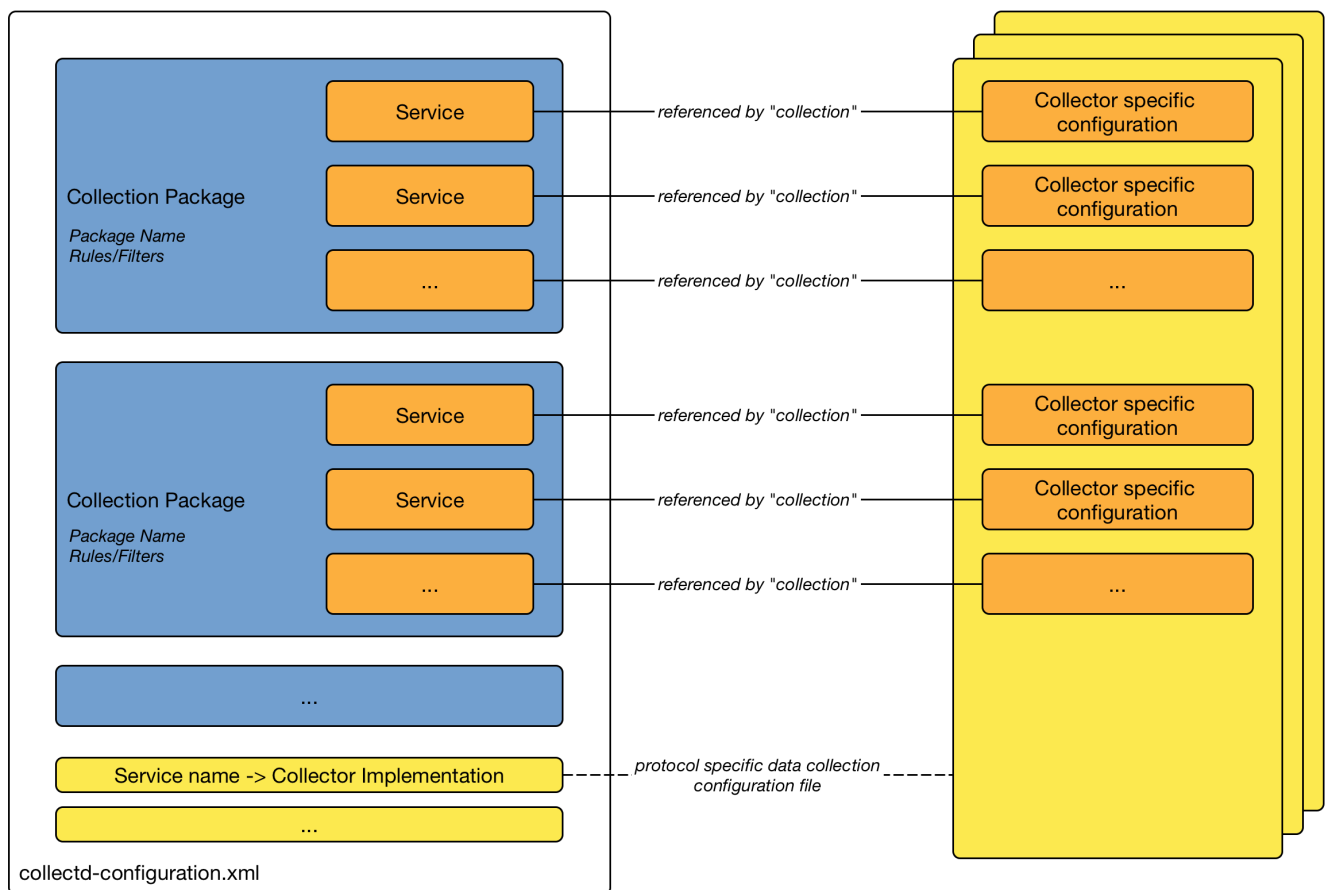 Service
referenced by "collection"
Collector specific
configuration
Collection Package
Package Name
Rules/Filters
Service
referenced by "collection"
Collector specific
configuration
...
referenced by "collection"
...
Service
referenced by "collection"
Collector specific
configuration
Collection Package
Package Name
Rules/Filters
Service
referenced by "collection"
Collector specific
configuration
...
referenced by "collection"
...
...
Service name -> Collector Implementation
protocol specific data collection
configuration file
...
collectd-configuration.xml